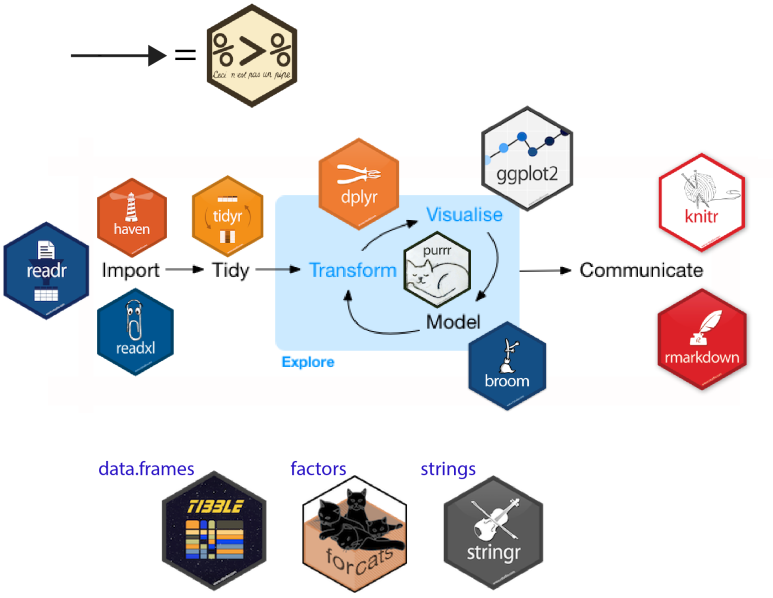 =
%>%
Ceci n'est pas un pipe
dplyr
ggplot2
haven
tidyr
knitr
Visualise
purrr
readr
Import
Tidy
Transform
Communicate
Model
readxl
rmarkdown
Explore
broom
data.frames
factors
strings
TIBBLE
forcats
stringr